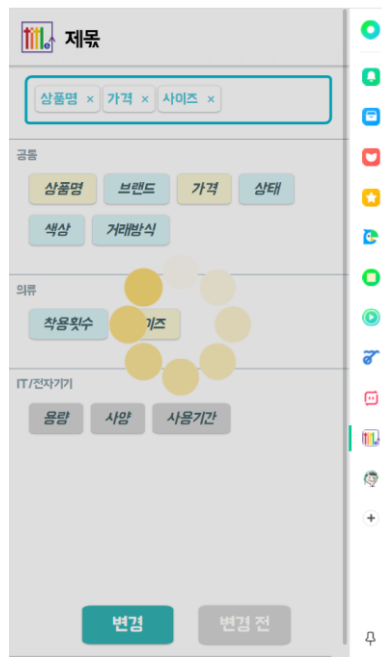 제목
상품명 × 가격 × 사이즈 ×
공통
상품명 브랜드 가격 상태
색상 거래방식
의류
착용횟수 이즈
IT/전자기기
용량 사양 사용기간
변경 변경 전